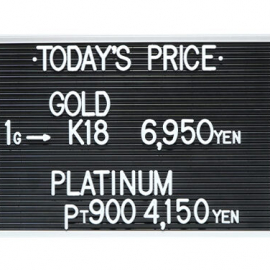 ·TODAY'S PRICE·
GOLD
1G→ K18 6,950YEN
PLATINUM
PT900 4,150YEN